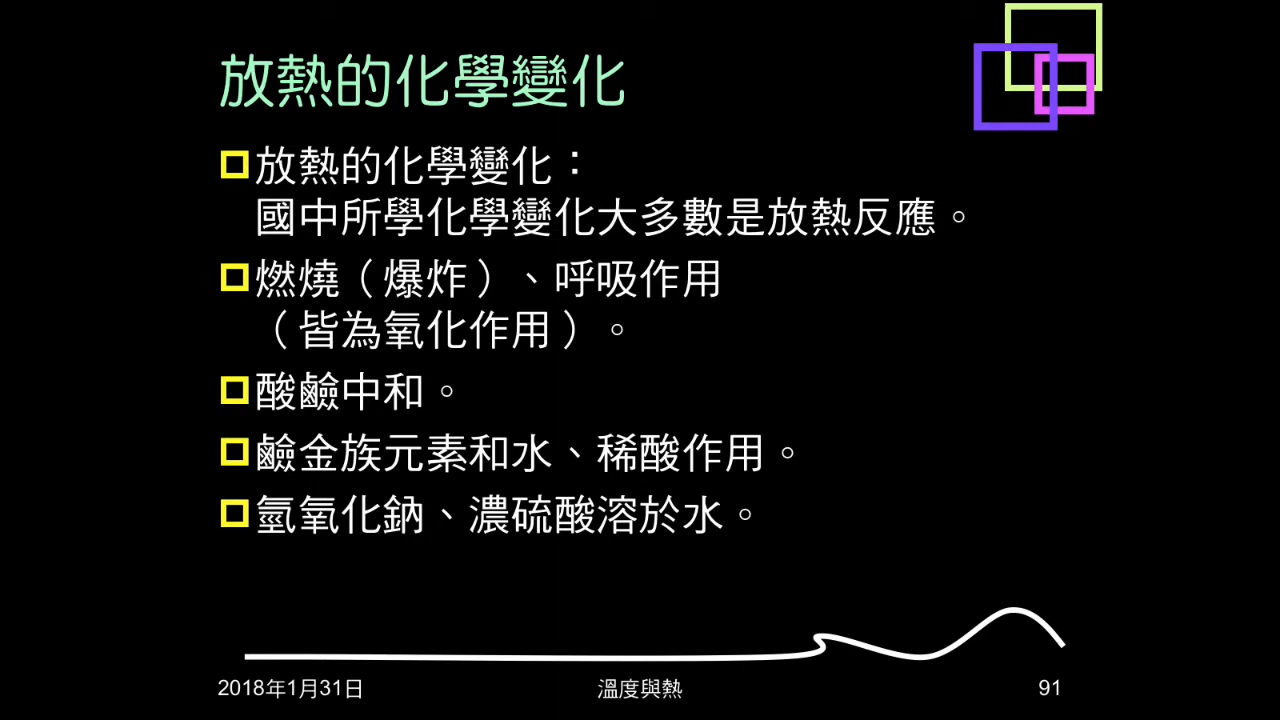 放熱的化學變化
放熱的化學變化：
國中所學化學變化大多數是放熱反應。
燃燒（爆炸）、呼吸作用
（皆為氧化作用）。
酸鹼中和。
鹼金族元素和水、稀酸作用。
氫氧化鈉、濃硫酸溶於水。
2018年1月31日
溫度與熱
91